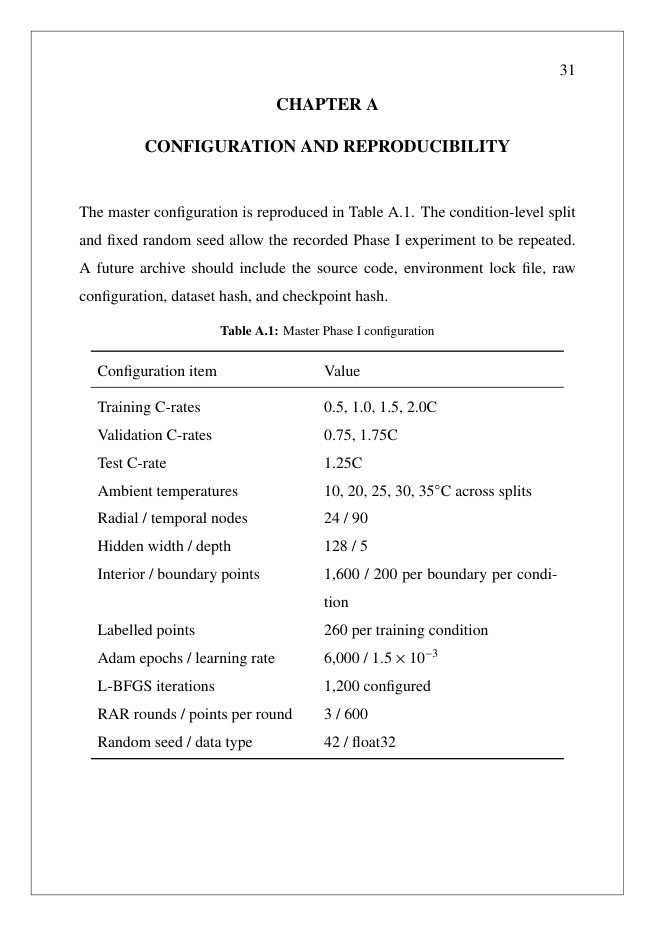 31
CHAPTER A
CONFIGURATION AND REPRODUCIBILITY
The master configuration is reproduced in Table A.1. The condition-level split
and fixed random seed allow the recorded Phase I experiment to be repeated.
A future archive should include the source code, environment lock file, raw
configuration, dataset hash, and checkpoint hash.
Table A.1: Master Phase I configuration
Configuration item Value
Training C-rates 0.5, 1.0, 1.5, 2.0C
Validation C-rates 0.75, 1.75C
Test C-rate 1.25C
Ambient temperatures 10, 20, 25, 30, 35°C across splits
Radial / temporal nodes 24 / 90
Hidden width / depth 128 / 5
Interior / boundary points 1,600 / 200 per boundary per condi-
tion
Labelled points 260 per training condition
Adam epochs / learning rate 6,000 / 1.5 × 10⁻³
L-BFGS iterations 1,200 configured
RAR rounds / points per round 3 / 600
Random seed / data type 42 / float32